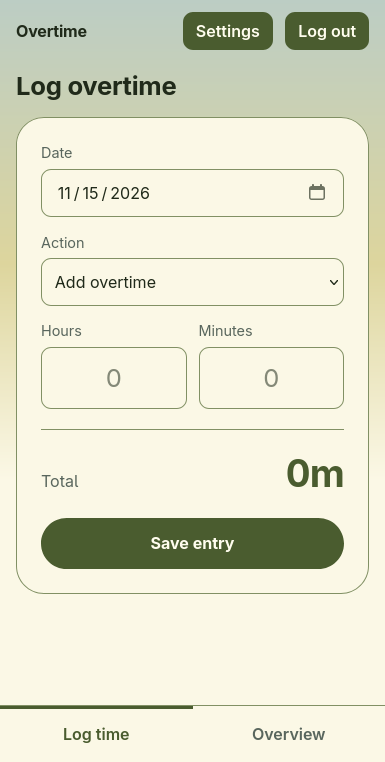 Overtime
Settings
Log out
Log overtime
Date
11/15/2026
Action
Add overtime
Hours
Minutes
0
0
Total
0m
Save entry
Log time
Overview